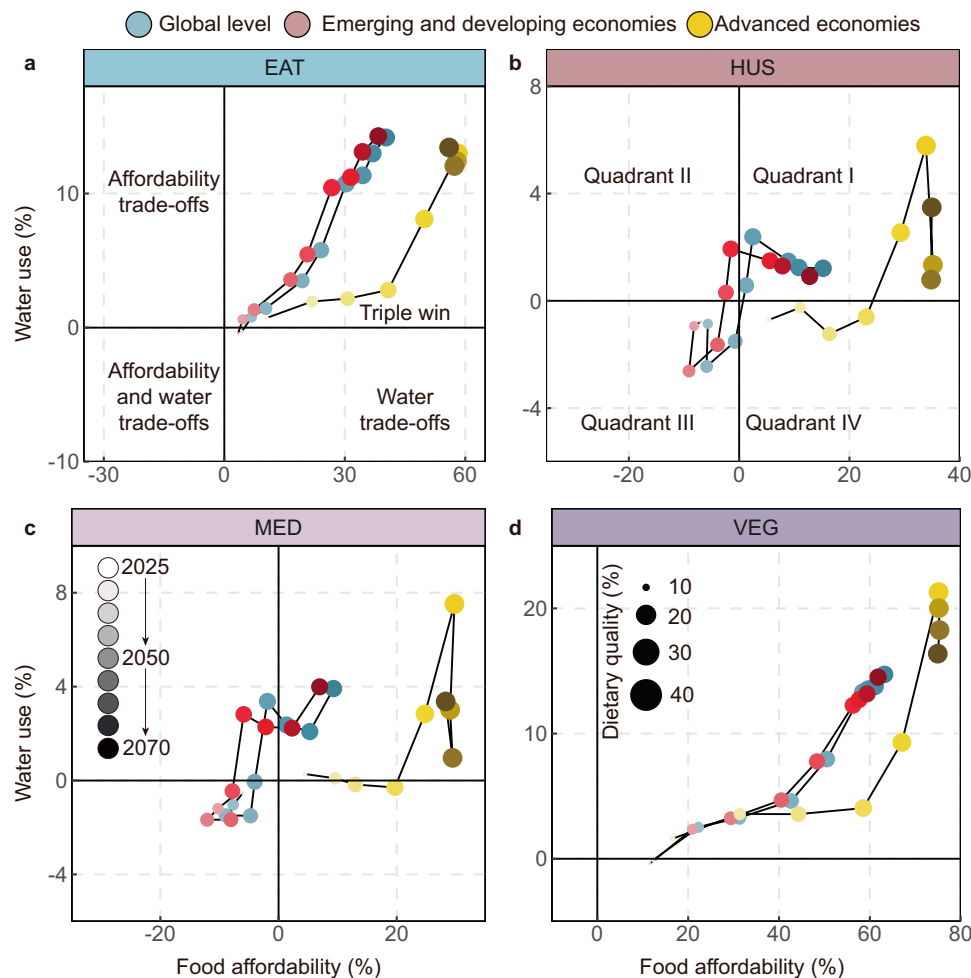 Global level Emerging and developing economies Advanced economies
a
EAT
Water use (%)
10
0
-10
-30 0 30 60
Affordability
trade-offs
Triple win
Affordability
and water
trade-offs
Water
trade-offs
b
HUS
8
4
0
-4
-20 0 20 40
Quadrant II
Quadrant I
Quadrant III
Quadrant IV
c
MED
Water use (%)
8
4
0
-4
-20 0 20
Food affordability (%)
2025
2050
2070
d
VEG
20
10
0
0 20 40 60 80
Food affordability (%)
Dietary quality (%)
10
20
30
40